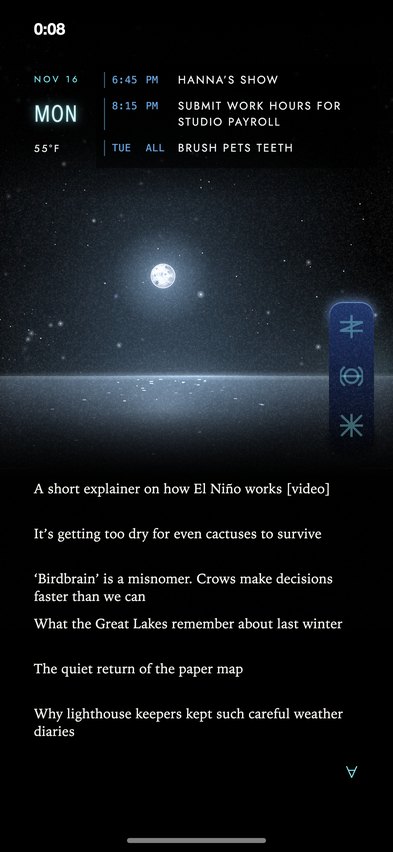 0:08
NOV 16
MON
55°F
6:45 PM HANNA’S SHOW
8:15 PM SUBMIT WORK HOURS FOR
STUDIO PAYROLL
TUE ALL BRUSH PETS TEETH
A short explainer on how El Niño works [video]
It’s getting too dry for even cactuses to survive
‘Birdbrain’ is a misnomer. Crows make decisions
faster than we can
What the Great Lakes remember about last winter
The quiet return of the paper map
Why lighthouse keepers kept such careful weather
diaries
∀